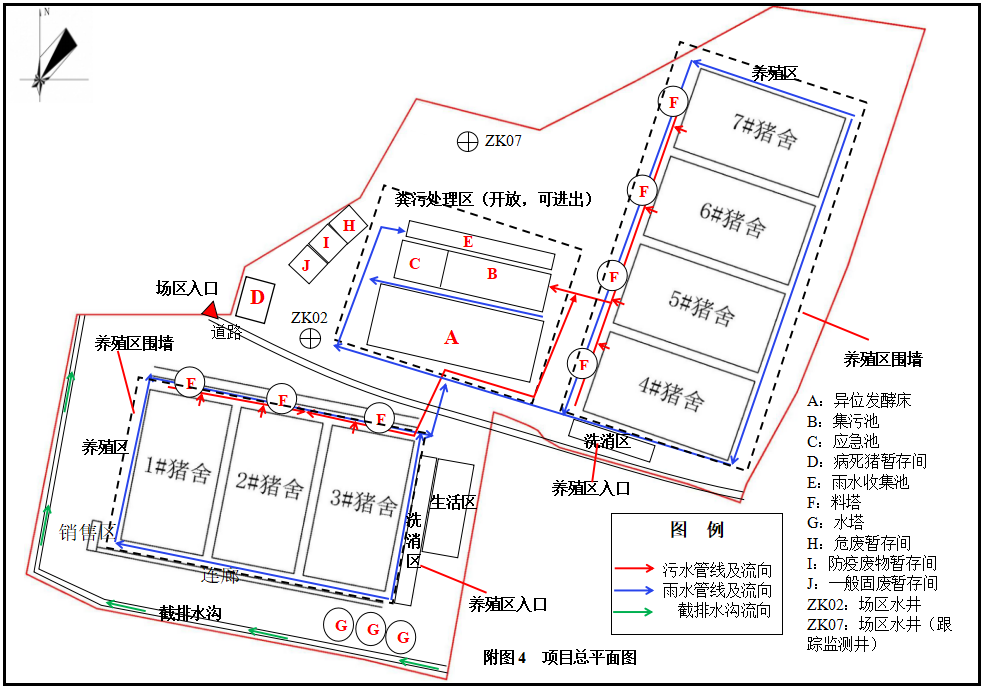 N
养殖区
F
7#猪舍
ZK07
F
6#猪舍
粪污处理区（开放，可进出）
H
I
J
E
C
B
F
5#猪舍
场区入口
D
道路
ZK02
A
养殖区围墙
养殖区围墙
F
4#猪舍
E
E
E
A：异位发酵床
B：集污池
C：应急池
D：病死猪暂存间
E：雨水收集池
F：料塔
G：水塔
H：危废暂存间
I：防疫废物暂存间
J：一般固废暂存间
ZK02：场区水井
ZK07：场区水井（跟
踪监测井）
养殖区
1#猪舍
2#猪舍
3#猪舍
洗消区
养殖区入口
生活区
洗
消
区
销售区
连廊
养殖区入口
截排水沟
G
G
G
图 例
污水管线及流向
雨水管线及流向
截排水沟流向
附图 4 项目总平面图